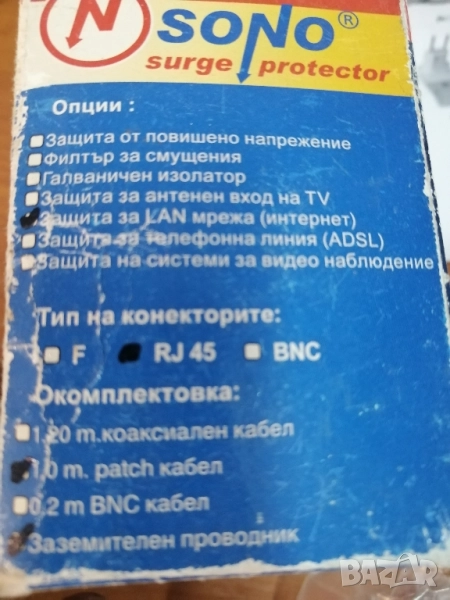 N SONO®
surge protector
Опции :
Защита от повишено напрежение
Филтър за смущения
Галваничен изолатор
Защита за антенен вход на TV
Защита за LAN мрежа (интернет)
Защита за телефонна линия (ADSL)
Защита на системи за видео наблюдение
Тип на конекторите:
F RJ 45 BNC
Окомплектовка:
1,20 m.коаксиален кабел
1,0 m. patch кабел
0,2 m BNC кабел
Заземителен проводник
BAZAR